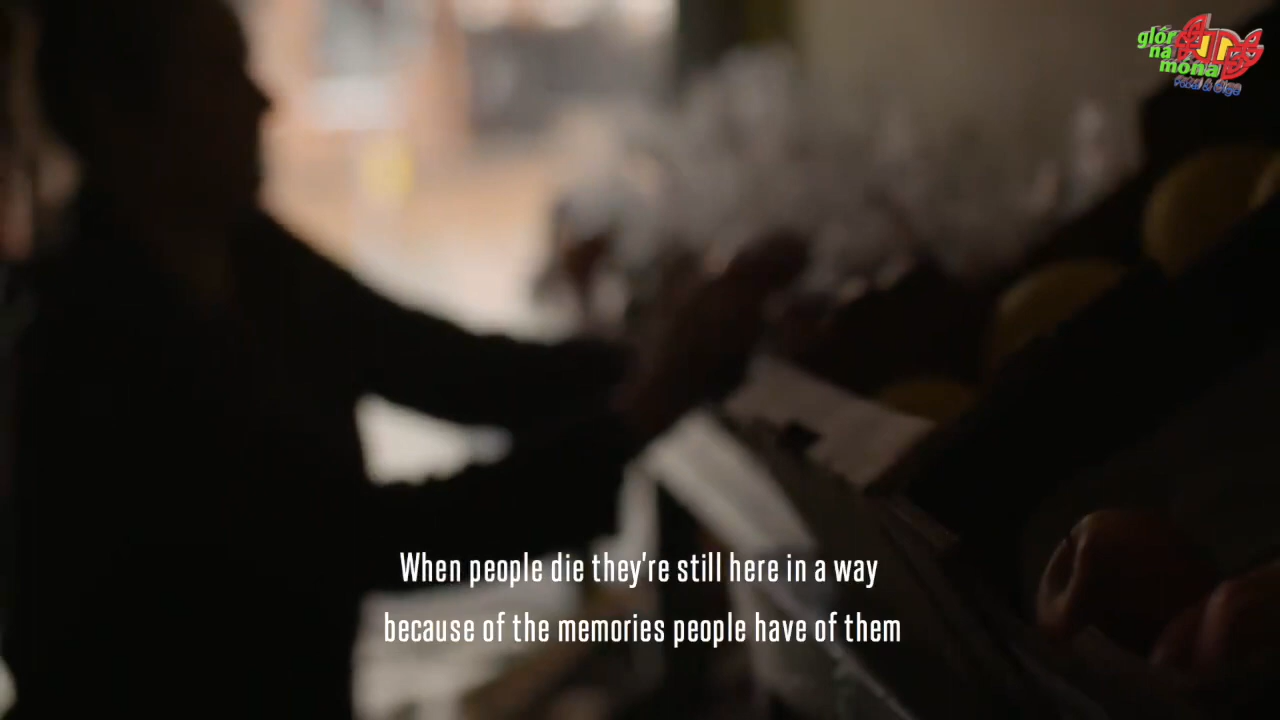 glór
na
móna
When people die they're still here in a way
because of the memories people have of them